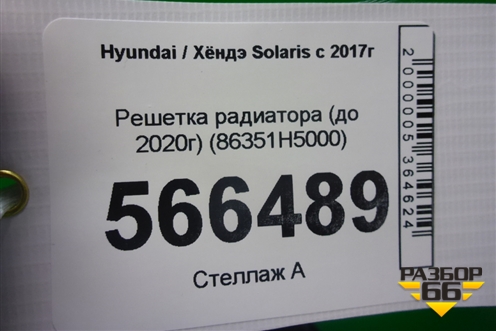 Hyundai / Хёндэ Solaris с 2017г
Решетка радиатора (до
2020г) (86351H5000)
566489
Стеллаж А
2000005364624
РАЗБОР
66